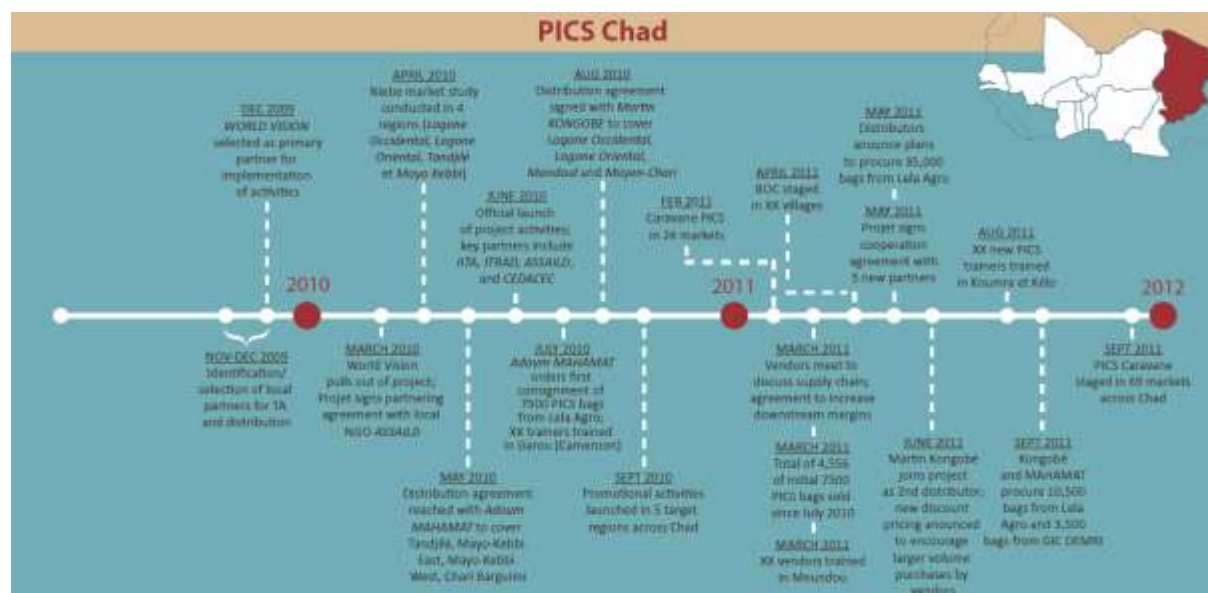 PICS Chad
DEC 2009
WORLD VISION
selected as primary
partner for
implementation
of activities
APRIL 2010
Niebe market study
conducted in 4
regions (Logone
Occidental, Logone
Oriental, Tandjilé
et Mayo Kebbi)
JUNE 2010
Official launch
of project activities;
key partners include
IITA, ITRAD, ASSAILD,
and CEDACEC
AUG 2010
Distribution agreement
signed with Martin
KONGOBE to cover
Logone Occidental,
Logone Oriental,
Mandoul and Moyen-Chari
FEB 2011
Caravane PICS
in 26 markets
APRIL 2011
BOC staged
in XX villages
MAY 2011
Distributors
announce plans
to procure 85,000
bags from Lela Agro
MAY 2011
Projet signs
cooperation
agreement with
5 new partners
AUG 2011
XX new PICS
trainers trained
in Koumra et Kélo
2010
2011
2012
NOV-DEC 2009
Identification/
selection of local
partners for TA
and distribution
MARCH 2010
World Vision
pulls out of project;
Projet signs partnering
agreement with local
NGO ASSAILD
MAY 2010
Distribution agreement
reached with Adoum
MAHAMAT to cover
Tandjilé, Mayo-Kebbi
East, Mayo-Kebbi
West, Chari Barguimi
JULY 2010
Adoum MAHAMAT
orders first
consignment of
7500 PICS bags
from Lela Agro;
XX trainers trained
in Garou (Cameroon)
SEPT 2010
Promotional activities
launched in 5 target
regions across Chad
MARCH 2011
Vendors meet to
discuss supply chain;
agreement to increase
downstream margins
MARCH 2011
Total of 4,556
of initial 7500
PICS bags sold
since July 2010
MARCH 2011
XX vendors trained
in Moundou
JUNE 2011
Martin Kongobé
joins project
as 2nd distributor;
new discount
pricing anounced
to encourage
larger volume
purchases by
vendors
SEPT 2011
Kongobé
and MAHAMAT
procure 10,500
bags from Lela
Agro and 3,500
bags from GIC DEMRI
SEPT 2011
PICS Caravane
staged in 60 markets
across Chad